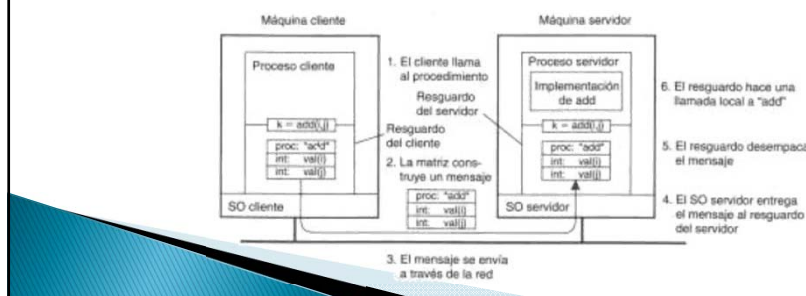 Máquina cliente
Máquina servidor
Proceso cliente
1. El cliente llama
al procedimiento
Resguardo
del servidor
Resguardo
del cliente
k = add(i,j)
proc: "add"
int: val(i)
int: val(j)
2. La matriz cons-
truye un mensaje
proc: "add"
int: val(i)
int: val(j)
SO cliente
3. El mensaje se envía
a través de la red
Proceso servidor
Implementación
de add
k = add(i,j)
proc: "add"
int: val(i)
int: val(j)
SO servidor
6. El resguardo hace una
llamada local a "add"
5. El resguardo desempaca
el mensaje
4. El SO servidor entrega
el mensaje al resguardo
del servidor